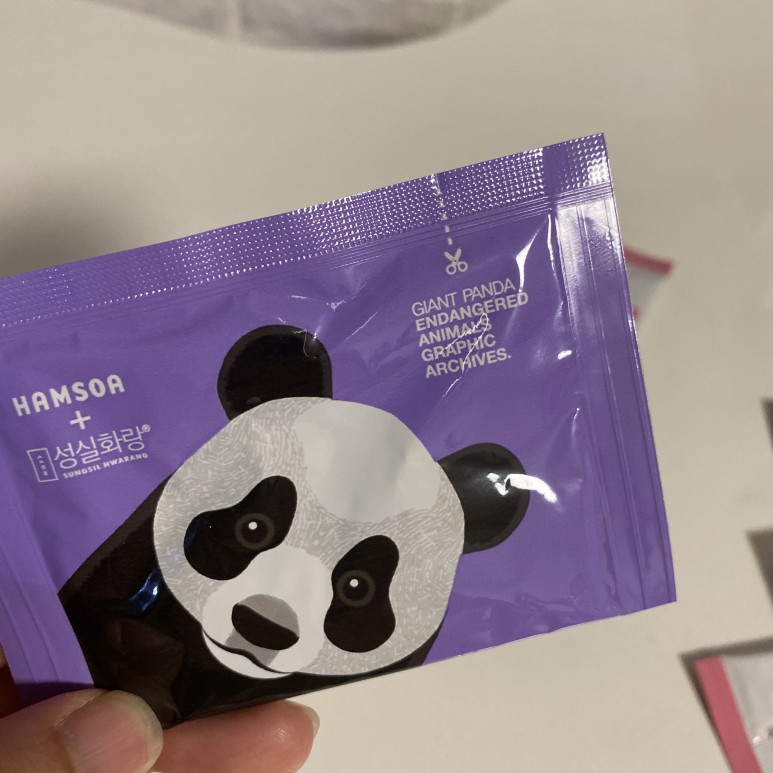 GIANT PANDA
ENDANGERED
ANIMALS
GRAPHIC
ARCHIVES.
HAMSOA
+
성실화랑®
SUNGSIL HWARANG